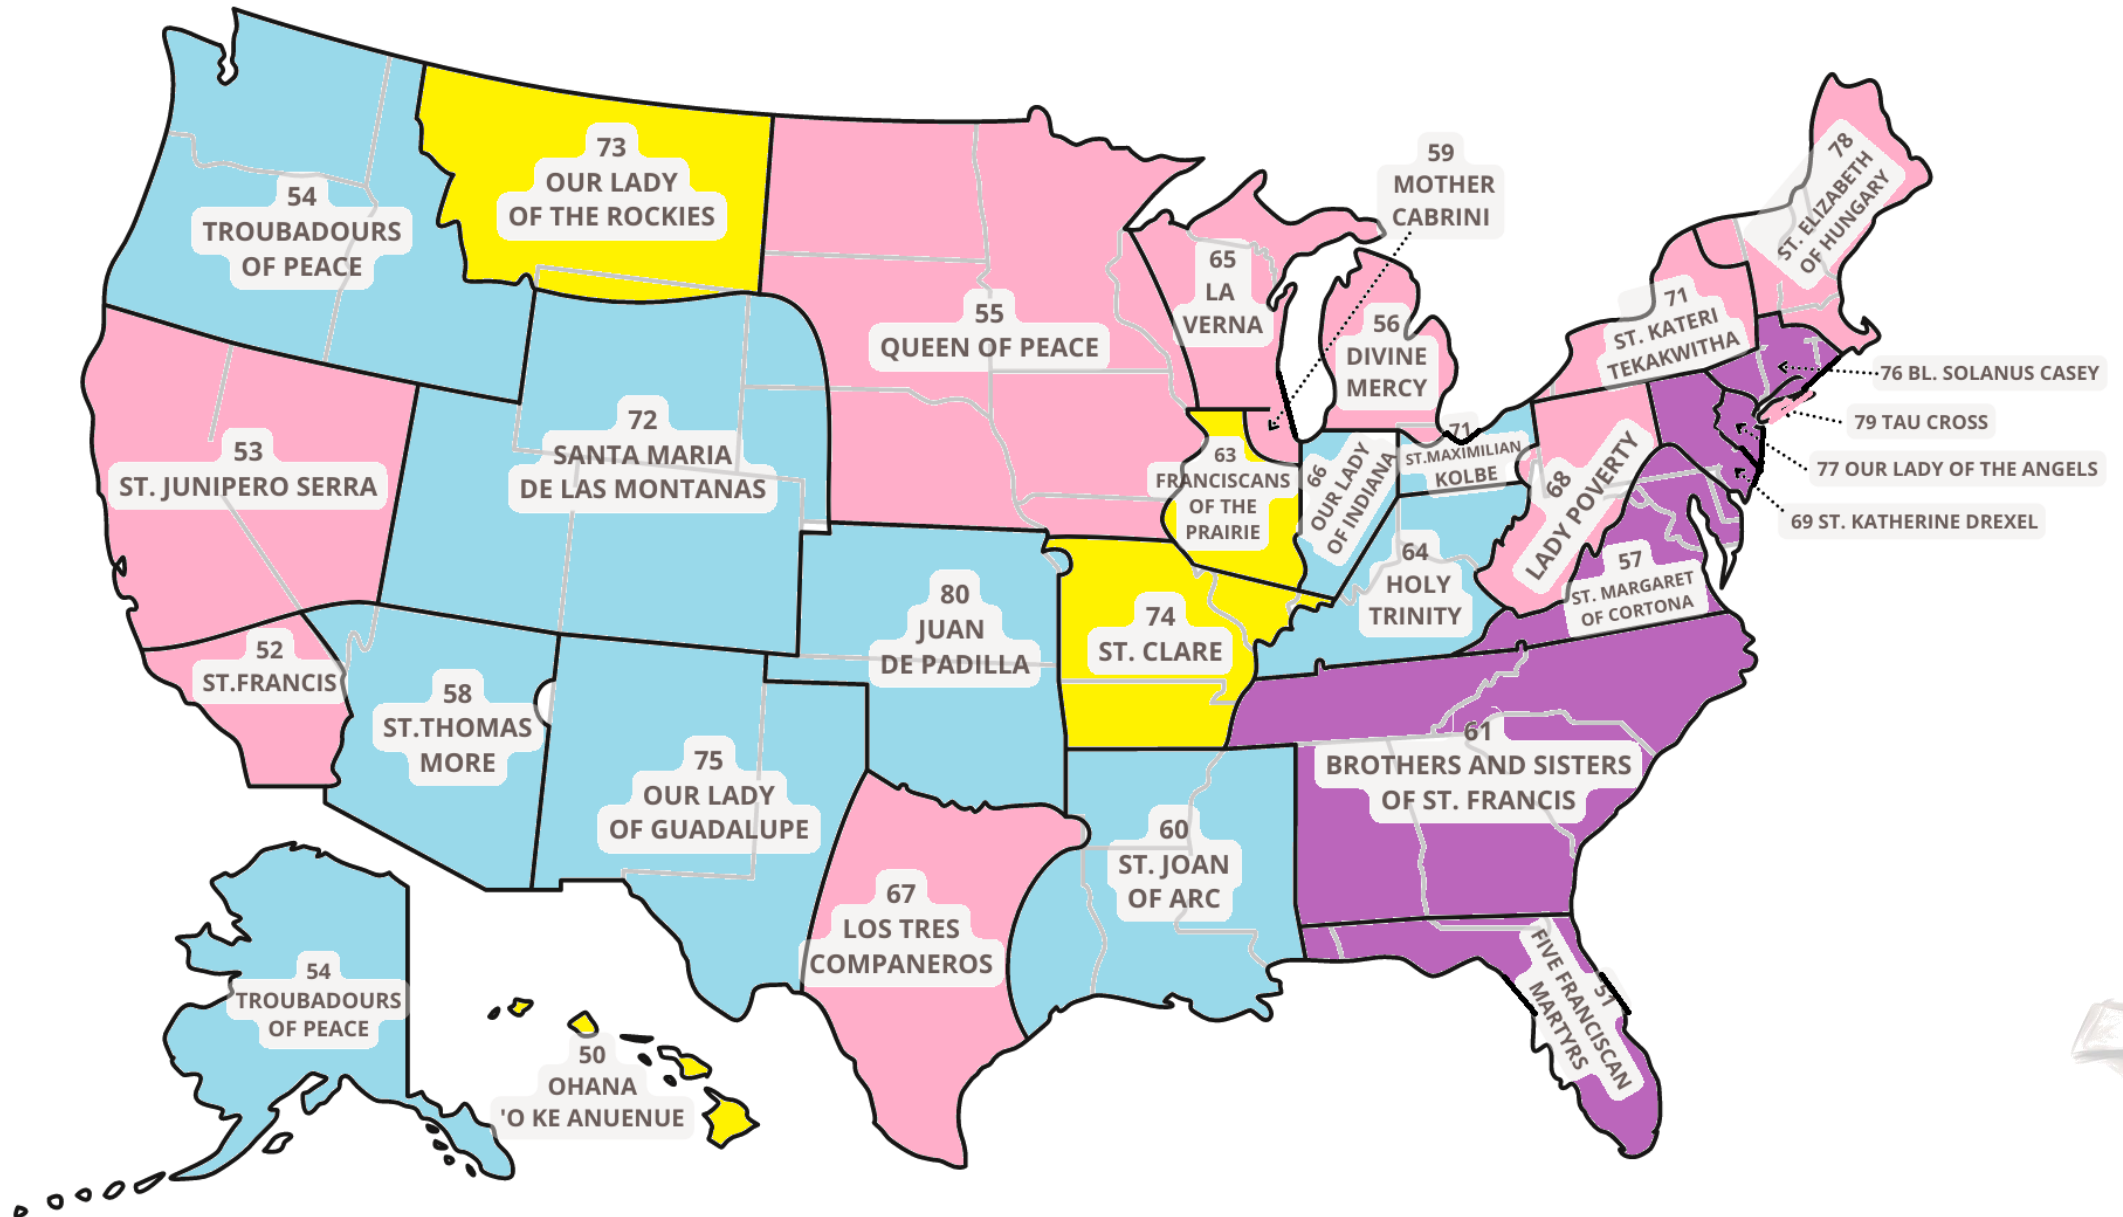 73
OUR LADY
OF THE ROCKIES
54
TROUBADOURS
OF PEACE
59
MOTHER
CABRINI
78
ST. ELIZABETH
OF HUNGARY
65
LA
VERNA
55
QUEEN OF PEACE
56
DIVINE
MERCY
71
ST. KATERI
TEKAKWITHA
76 BL. SOLANUS CASEY
79 TAU CROSS
77 OUR LADY OF THE ANGELS
69 ST. KATHERINE DREXEL
53
ST. JUNIPERO SERRA
72
SANTA MARIA
DE LAS MONTANAS
63
FRANCISCANS
OF THE
PRAIRIE
66
OUR LADY
OF INDIANA
71
ST.MAXIMILIAN
KOLBE
68
LADY POVERTY
64
HOLY
TRINITY
57
ST. MARGARET
OF CORTONA
52
ST.FRANCIS
58
ST.THOMAS
MORE
80
JUAN
DE PADILLA
74
ST. CLARE
75
OUR LADY
OF GUADALUPE
61
BROTHERS AND SISTERS
OF ST. FRANCIS
60
ST. JOAN
OF ARC
67
LOS TRES
COMPANEROS
51
FIVE FRANCISCAN
MARTYRS
54
TROUBADOURS
OF PEACE
50
OHANA
'O KE ANUENUE